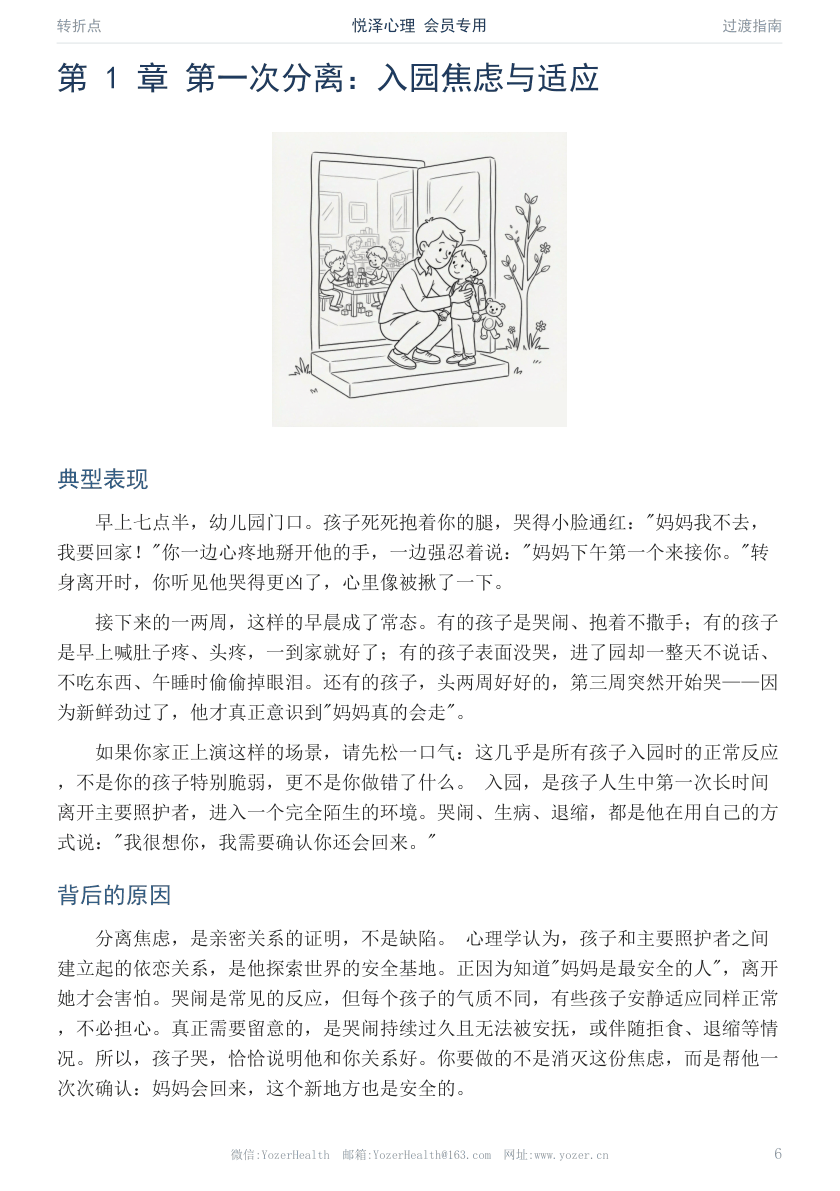 转折点 悦泽心理 会员专用 过渡指南
第 1 章 第一次分离：入园焦虑与适应
典型表现
早上七点半，幼儿园门口。孩子死死抱着你的腿，哭得小脸通红："妈妈我不去，
我要回家！"你一边心疼地掰开他的手，一边强忍着说："妈妈下午第一个来接你。"转
身离开时，你听见他哭得更凶了，心里像被揪了一下。
接下来的一两周，这样的早晨成了常态。有的孩子是哭闹、抱着不撒手；有的孩子
是早上喊肚子疼、头疼，一到家就好了；有的孩子表面没哭，进了园却一整天不说话、
不吃东西、午睡时偷偷掉眼泪。还有的孩子，头两周好好的，第三周突然开始哭——因
为新鲜劲过了，他才真正意识到"妈妈真的会走"。
如果你家正上演这样的场景，请先松一口气：这几乎是所有孩子入园时的正常反应
，不是你的孩子特别脆弱，更不是你做错了什么。 入园，是孩子人生中第一次长时间
离开主要照护者，进入一个完全陌生的环境。哭闹、生病、退缩，都是他在用自己的方
式说："我很想你，我需要确认你还会回来。"
背后的原因
分离焦虑，是亲密关系的证明，不是缺陷。 心理学认为，孩子和主要照护者之间
建立起的依恋关系，是他探索世界的安全基地。正因为知道"妈妈是最安全的人"，离开
她才会害怕。哭闹是常见的反应，但每个孩子的气质不同，有些孩子安静适应同样正常
，不必担心。真正需要留意的，是哭闹持续过久且无法被安抚，或伴随拒食、退缩等情
况。所以，孩子哭，恰恰说明他和你关系好。你要做的不是消灭这份焦虑，而是帮他一
次次确认：妈妈会回来，这个新地方也是安全的。
微信:YozerHealth 邮箱:YozerHealth@163.com 网址:www.yozer.cn 6